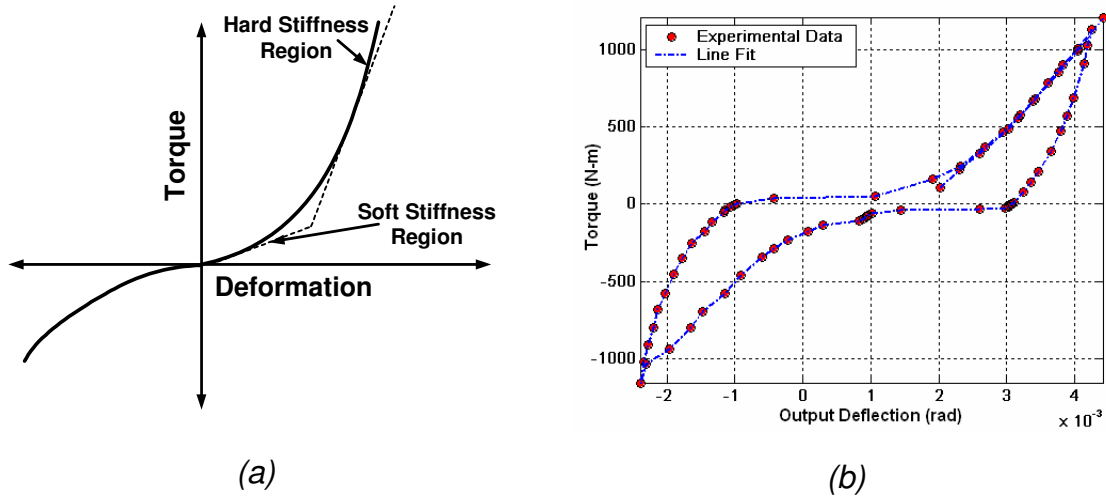 Hard Stiffness
Region
Torque
Soft Stiffness
Region
Deformation
(a)
Experimental Data
Line Fit
1000
500
0
-500
-1000
Torque (N-m)
-2
-1
0
1
2
3
4
Output Deflection (rad)
× 10⁻³
(b)